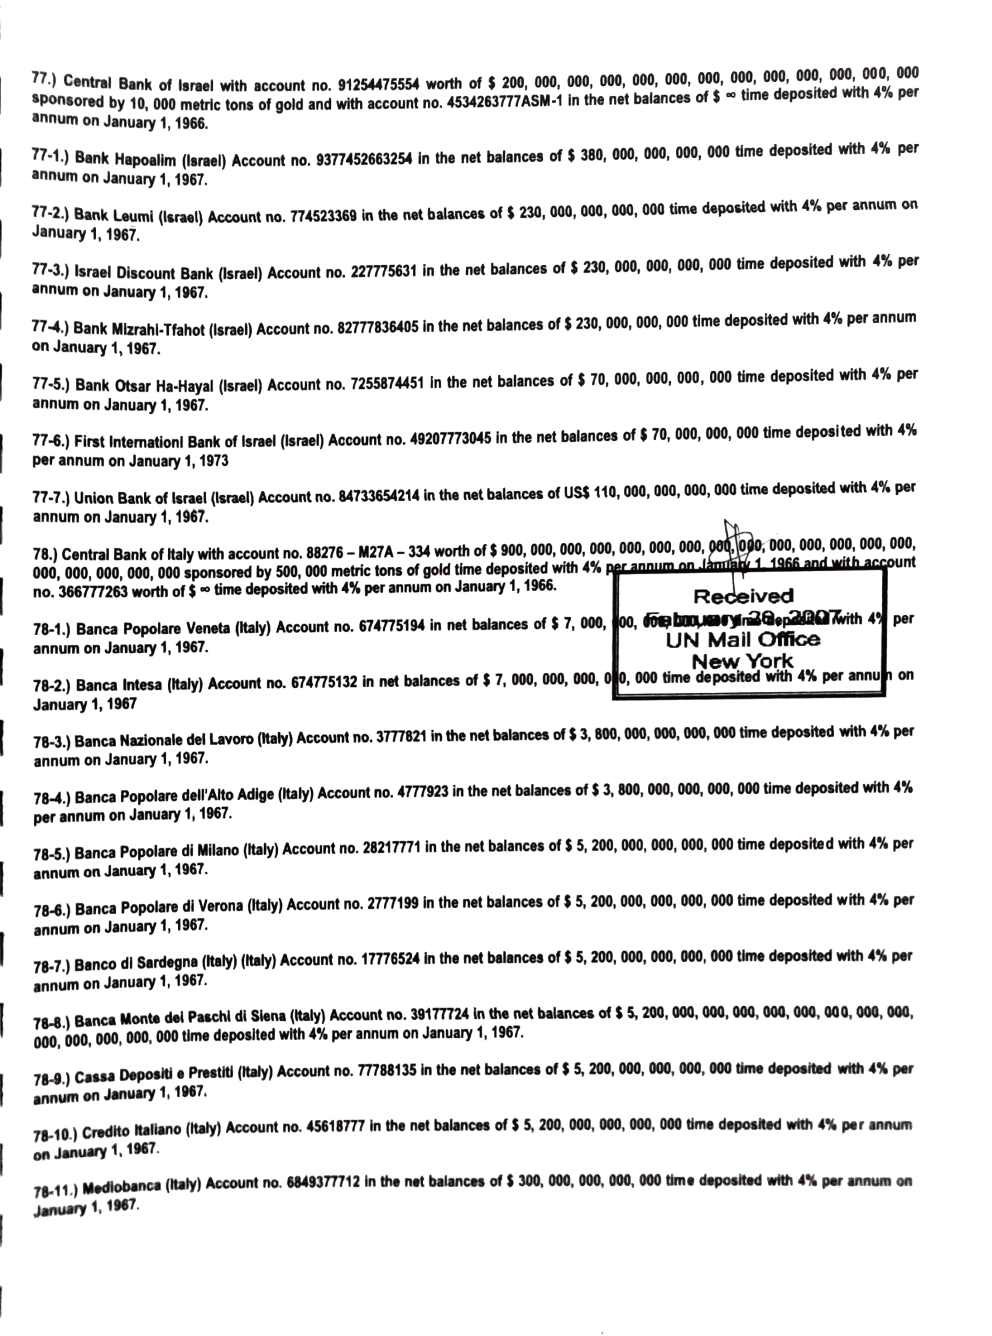 77.) Central Bank of Israel with account no. 91254475554 worth of $ 200, 000, 000, 000, 000, 000, 000, 000, 000, 000, 000, 000, 000
sponsored by 10, 000 metric tons of gold and with account no. 4534263777ASM-1 in the net balances of $ ∞ time deposited with 4% per
annum on January 1, 1966.
77-1.) Bank Hapoalim (Israel) Account no. 9377452663254 in the net balances of $ 380, 000, 000, 000, 000 time deposited with 4% per
annum on January 1, 1967.
77-2.) Bank Leumi (Israel) Account no. 774523369 in the net balances of $ 230, 000, 000, 000, 000 time deposited with 4% per annum on
January 1, 1967.
77-3.) Israel Discount Bank (Israel) Account no. 227775631 in the net balances of $ 230, 000, 000, 000, 000 time deposited with 4% per
annum on January 1, 1967.
77-4.) Bank Mizrahi-Tfahot (Israel) Account no. 82777836405 in the net balances of $ 230, 000, 000, 000 time deposited with 4% per annum
on January 1, 1967.
77-5.) Bank Otsar Ha-Hayal (Israel) Account no. 7255874451 in the net balances of $ 70, 000, 000, 000, 000 time deposited with 4% per
annum on January 1, 1967.
77-6.) First Internationl Bank of Israel (Israel) Account no. 49207773045 in the net balances of $ 70, 000, 000, 000 time deposited with 4%
per annum on January 1, 1973
77-7.) Union Bank of Israel (Israel) Account no. 84733654214 in the net balances of US$ 110, 000, 000, 000, 000 time deposited with 4% per
annum on January 1, 1967.
78.) Central Bank of Italy with account no. 88276 – M27A – 334 worth of $ 900, 000, 000, 000, 000, 000, 000, 000, 000, 000, 000, 000, 000,
000, 000, 000, 000, 000 sponsored by 500, 000 metric tons of gold time deposited with 4% per annum on January 1, 1966 and with account
no. 366777263 worth of $ ∞ time deposited with 4% per annum on January 1, 1966.
Received
February 28, 2007
UN Mail Office
New York
78-1.) Banca Popolare Veneta (Italy) Account no. 674775194 in net balances of $ 7, 000, with 4% per
annum on January 1, 1967.
78-2.) Banca Intesa (Italy) Account no. 674775132 in net balances of $ 7, 000, 000, 000, 000, 000 time deposited with 4% per annum on
January 1, 1967
78-3.) Banca Nazionale del Lavoro (Italy) Account no. 3777821 in the net balances of $ 3, 800, 000, 000, 000, 000 time deposited with 4% per
annum on January 1, 1967.
78-4.) Banca Popolare dell'Alto Adige (Italy) Account no. 4777923 in the net balances of $ 3, 800, 000, 000, 000, 000 time deposited with 4%
per annum on January 1, 1967.
78-5.) Banca Popolare di Milano (Italy) Account no. 28217771 in the net balances of $ 5, 200, 000, 000, 000, 000 time deposited with 4% per
annum on January 1, 1967.
78-6.) Banca Popolare di Verona (Italy) Account no. 2777199 in the net balances of $ 5, 200, 000, 000, 000, 000 time deposited with 4% per
annum on January 1, 1967.
78-7.) Banco di Sardegna (Italy) (Italy) Account no. 17776524 in the net balances of $ 5, 200, 000, 000, 000, 000 time deposited with 4% per
annum on January 1, 1967.
78-8.) Banca Monte dei Paschi di Siena (Italy) Account no. 39177724 in the net balances of $ 5, 200, 000, 000, 000, 000, 000, 000, 000, 000,
000, 000, 000, 000, 000 time deposited with 4% per annum on January 1, 1967.
78-9.) Cassa Depositi e Prestiti (Italy) Account no. 77788135 in the net balances of $ 5, 200, 000, 000, 000, 000 time deposited with 4% per
annum on January 1, 1967.
78-10.) Credito Italiano (Italy) Account no. 45618777 in the net balances of $ 5, 200, 000, 000, 000, 000 time deposited with 4% per annum
on January 1, 1967.
78-11.) Mediobanca (Italy) Account no. 6849377712 in the net balances of $ 300, 000, 000, 000, 000 time deposited with 4% per annum on
January 1, 1967.